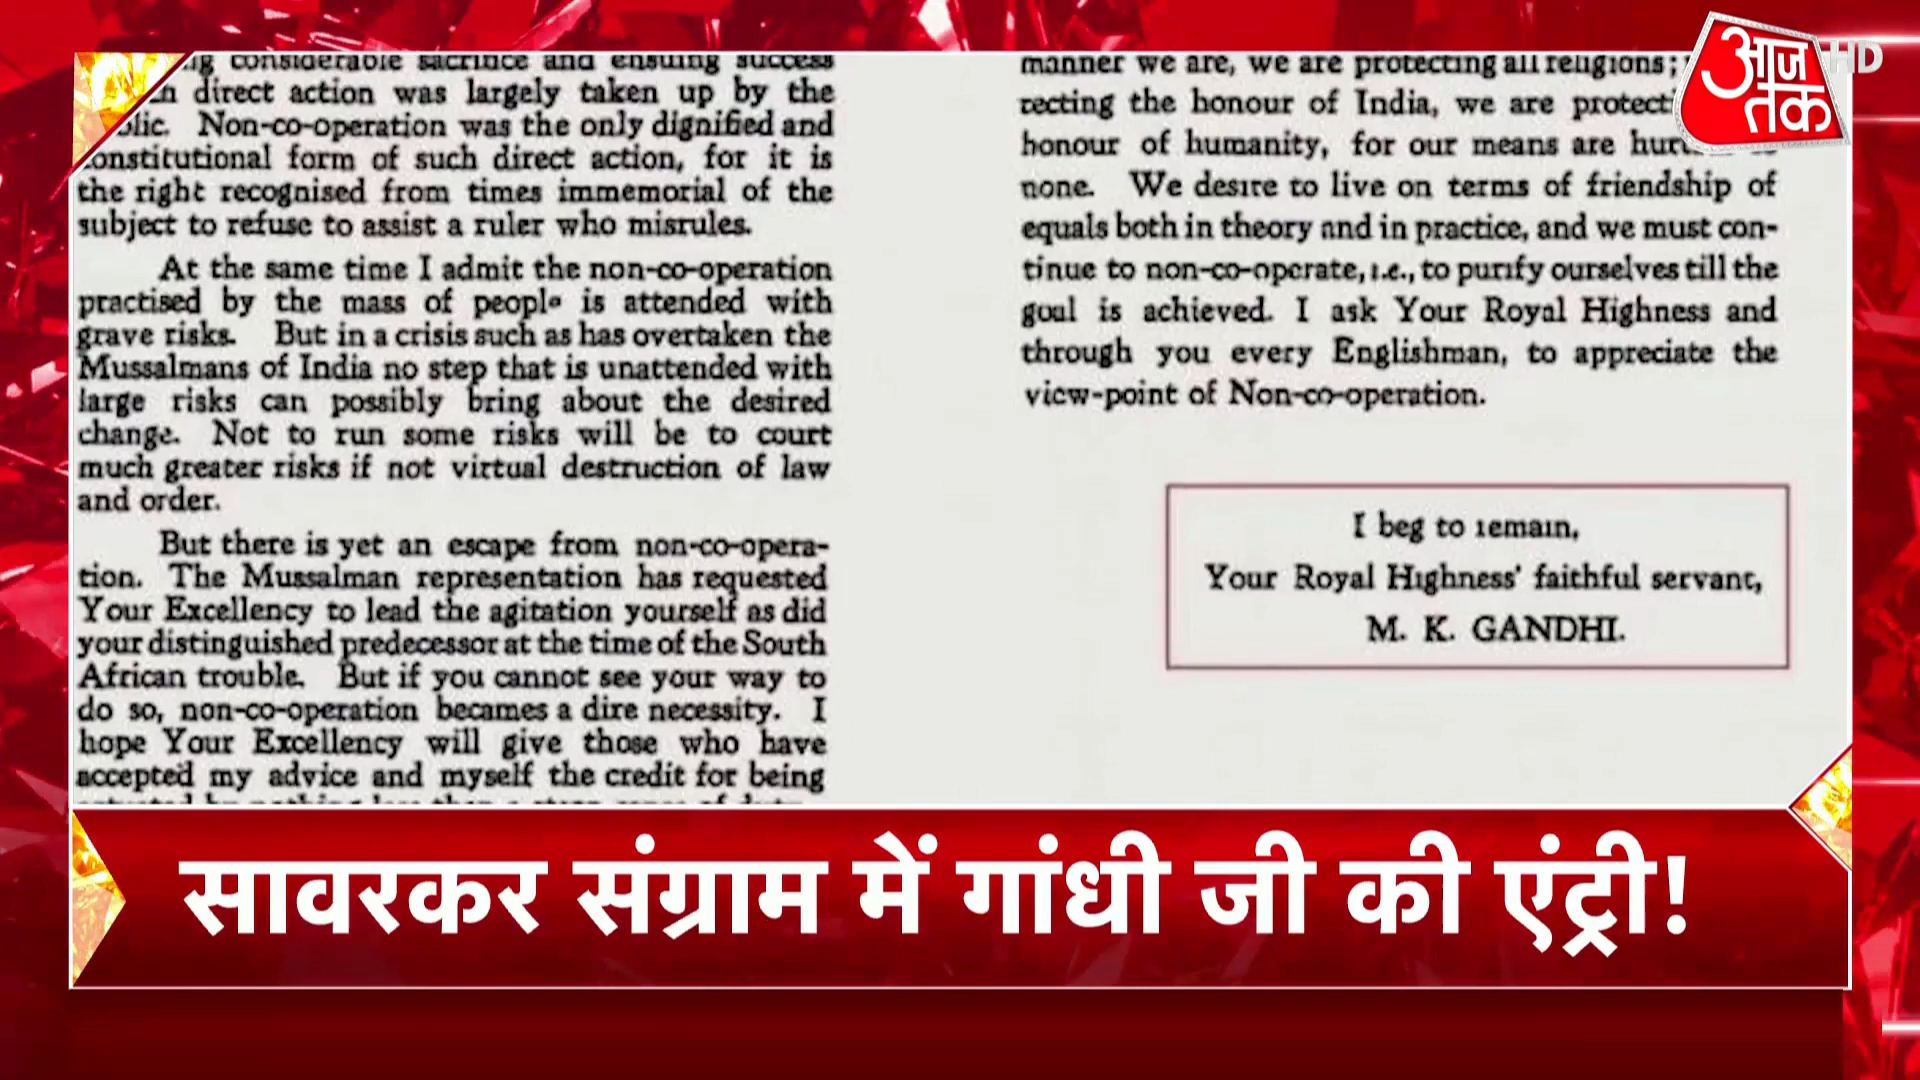 considerable sacrifice and ensuing success
direct action was largely taken up by the
Non-co-operation was the only dignified and
constitutional form of such direct action, for it is
the right recognised from times immemorial of the
subject to refuse to assist a ruler who misrules.
At the same time I admit the non-co-operation
practised by the mass of people is attended with
grave risks. But in a crisis such as has overtaken the
Mussalmans of India no step that is unattended with
large risks can possibly bring about the desired
change. Not to run some risks will be to court
much greater risks if not virtual destruction of law
and order.
But there is yet an escape from non-co-opera-
tion. The Mussalman representation has requested
Your Excellency to lead the agitation yourself as did
your distinguished predecessor at the time of the South
African trouble. But if you cannot see your way to
do so, non-co-operation becames a dire necessity. I
hope Your Excellency will give those who have
accepted my advice and myself the credit for being
manner we are, we are protecting all religions;
tecting the honour of India, we are
honour of humanity, for our means are
none. We desire to live on terms of friendship of
equals both in theory and in practice, and we must con-
tinue to non-co-operate, i.e., to purify ourselves till the
goal is achieved. I ask Your Royal Highness and
through you every Englishman, to appreciate the
view-point of Non-co-operation.
I beg to remain,
Your Royal Highness' faithful servant,
M. K. GANDHI.
आज तक HD
सावरकर संग्राम में गांधी जी की एंट्री!